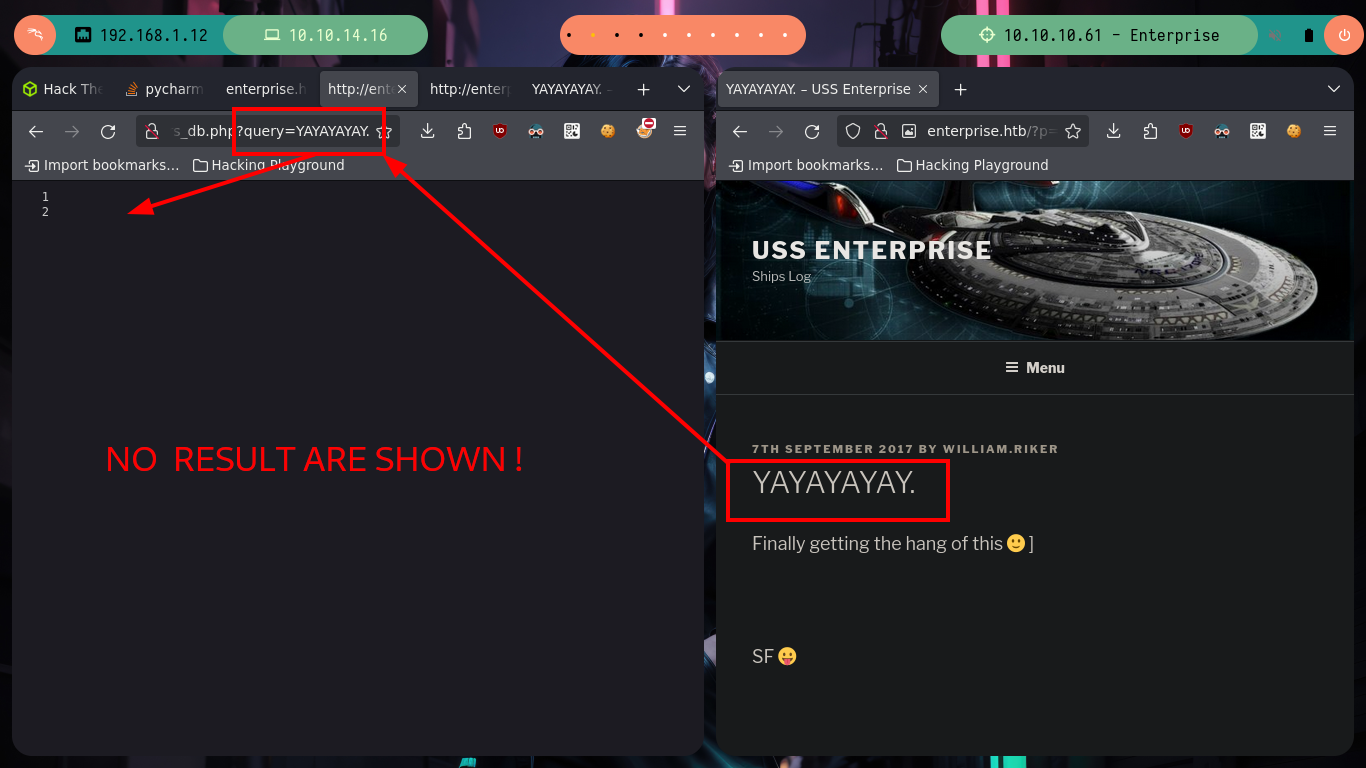 192.168.1.12
10.10.14.16
10.10.10.61 - Enterprise
Hack The
pycharm
enterprise.h
http://ent
http://enterp
YAYAYAYAY. -
s_db.php?query=YAYAYAYAY.
Import bookmarks...
Hacking Playground
1
2
NO RESULT ARE SHOWN !
YAYAYAYAY. – USS Enterprise
enterprise.htb/?p=
Import bookmarks...
Hacking Playground
USS ENTERPRISE
Ships Log
Menu
7TH SEPTEMBER 2017 BY WILLIAM.RIKER
YAYAYAYAY.
Finally getting the hang of this 🙂 ]
SF 😛